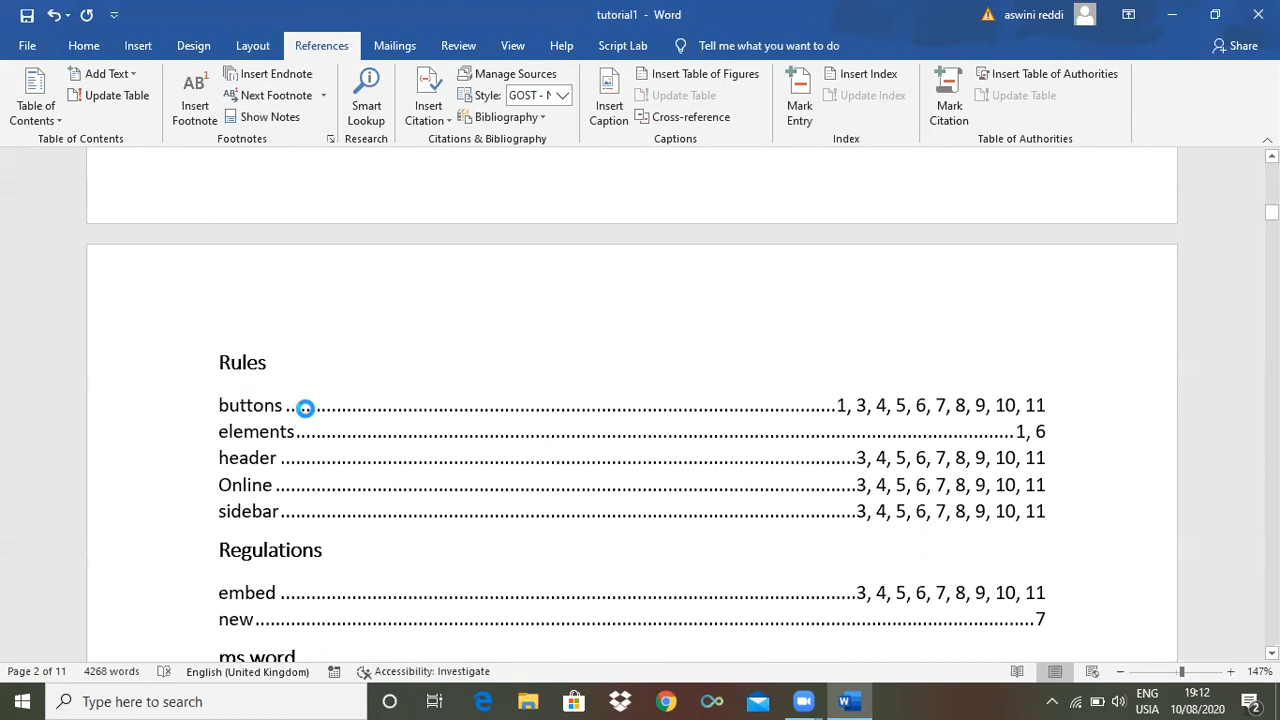 tutorial1 - Word
aswini reddi
File Home Insert Design Layout References Mailings Review View Help Script Lab Tell me what you want to do Share
Table of Contents
Add Text
Update Table
Table of Contents
AB1
Insert Footnote
Insert Endnote
Next Footnote
Show Notes
Footnotes
Smart Lookup
Research
Insert Citation
Manage Sources
Style: GOST - N
Bibliography
Citations & Bibliography
Insert Caption
Insert Table of Figures
Update Table
Cross-reference
Captions
Mark Entry
Insert Index
Update Index
Index
Mark Citation
Insert Table of Authorities
Update Table
Table of Authorities
Rules
buttons ........ 1, 3, 4, 5, 6, 7, 8, 9, 10, 11
elements ........ 1, 6
header ........ 3, 4, 5, 6, 7, 8, 9, 10, 11
Online ........ 3, 4, 5, 6, 7, 8, 9, 10, 11
sidebar ........ 3, 4, 5, 6, 7, 8, 9, 10, 11
Regulations
embed ........ 3, 4, 5, 6, 7, 8, 9, 10, 11
new ........ 7
ms word
Page 2 of 11 4268 words English (United Kingdom) Accessibility: Investigate 147%
Type here to search
ENG
USIA
19:12
10/08/2020
2